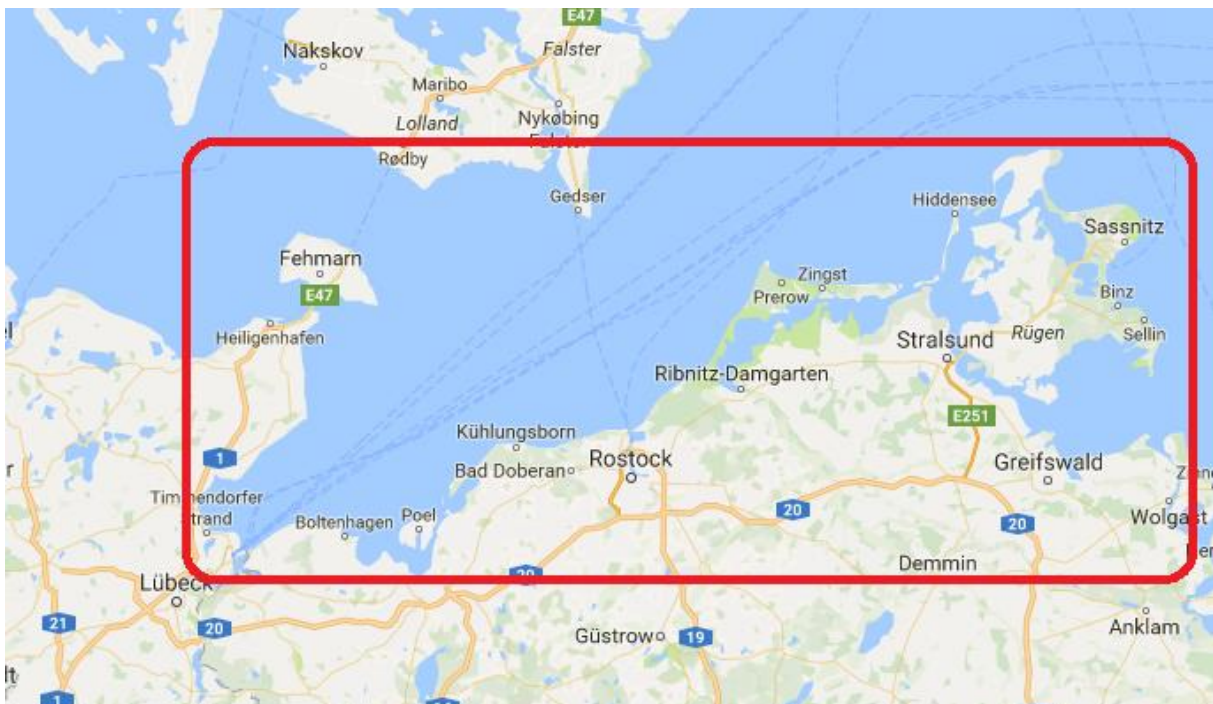 E47
Nakskov
Falster
Maribo
Lolland
Nykøbing
Falster
Rødby
Gedser
Hiddensee
Sassnitz
Fehmarn
E47
Zingst
Prerow
Binz
Heiligenhafen
Stralsund
Rügen
Sellin
Ribnitz-Damgarten
E251
Kühlungsborn
1
Bad Doberan
Rostock
Greifswald
Timmendorfer
Strand
Boltenhagen
Poel
20
20
Wolgast
Demmin
20
Lübeck
21
20
Güstrow
19
Anklam
1